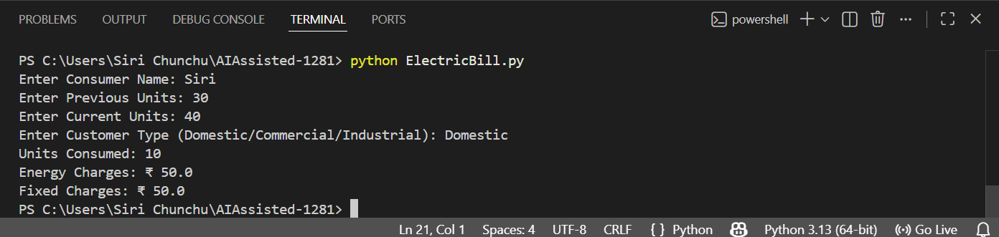 PROBLEMS OUTPUT DEBUG CONSOLE TERMINAL PORTS powershell
PS C:\Users\Siri Chunchu\AIAssisted-1281> python ElectricBill.py
Enter Consumer Name: Siri
Enter Previous Units: 30
Enter Current Units: 40
Enter Customer Type (Domestic/Commercial/Industrial): Domestic
Units Consumed: 10
Energy Charges: ₹ 50.0
Fixed Charges: ₹ 50.0
PS C:\Users\Siri Chunchu\AIAssisted-1281>
Ln 21, Col 1 Spaces: 4 UTF-8 CRLF { } Python Python 3.13 (64-bit) Go Live